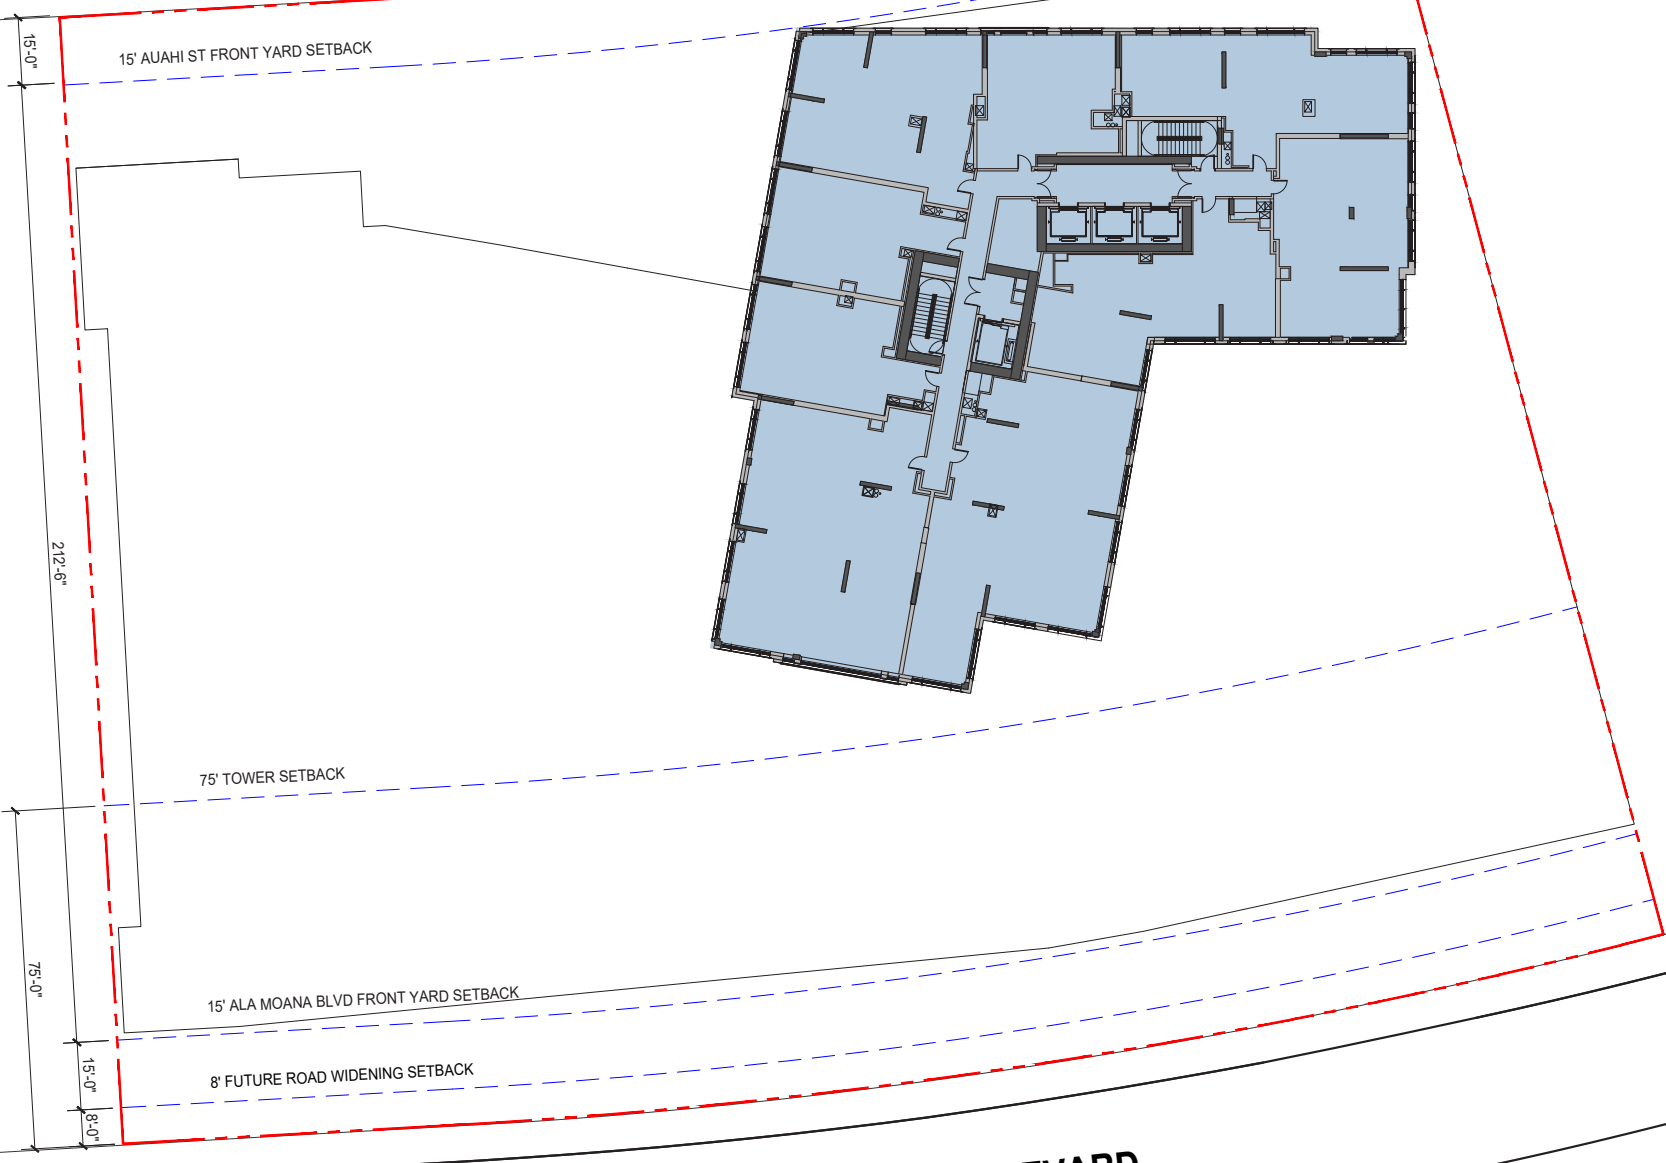 15'-0"
15' AUAHI ST FRONT YARD SETBACK
212'-6"
75' TOWER SETBACK
75'-0"
15' ALA MOANA BLVD FRONT YARD SETBACK
15'-0"
8' FUTURE ROAD WIDENING SETBACK
8'-0"